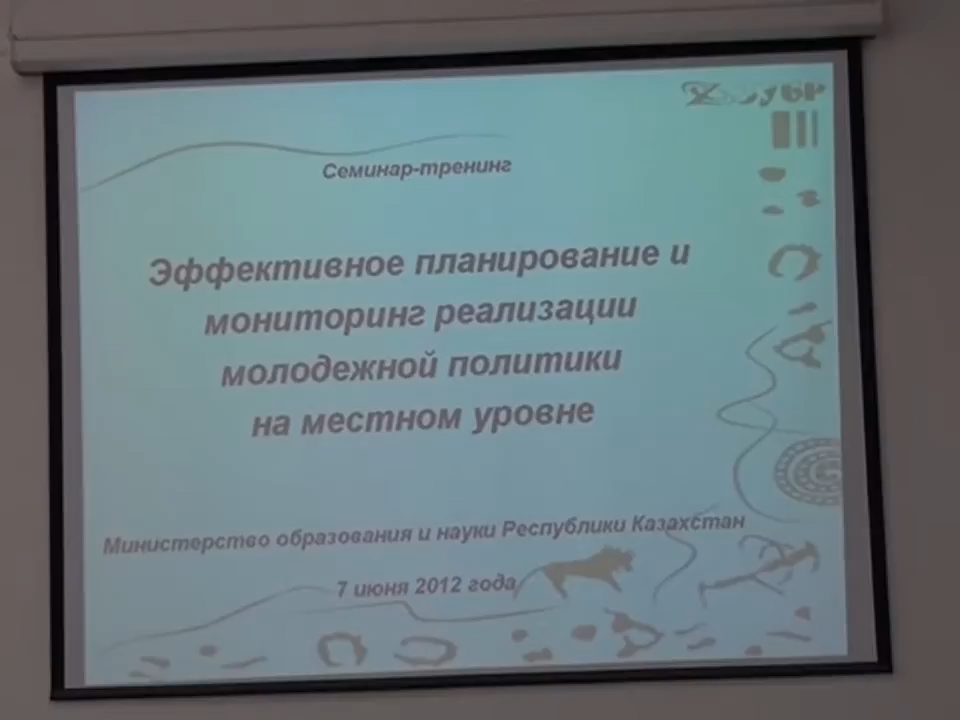 Семинар-тренинг
Эффективное планирование и
мониторинг реализации
молодежной политики
на местном уровне
Министерство образования и науки Республики Казахстан
7 июня 2012 года